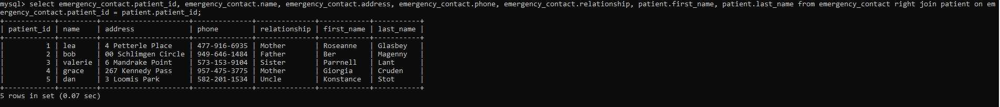 mysql> select emergency_contact.patient_id, emergency_contact.name, emergency_contact.address, emergency_contact.phone, emergency_contact.relationship, patient.first_name, patient.last_name from emergency_contact right join patient on em
ergency_contact.patient_id = patient.patient_id;
+------------+---------+--------------------+--------------+--------------+------------+-----------+
| patient_id | name    | address            | phone        | relationship | first_name | last_name |
+------------+---------+--------------------+--------------+--------------+------------+-----------+
|          1 | lea     | 4 Petterle Place   | 477-916-6935 | Mother       | Roseanne   | Glasbey   |
|          2 | bob     | 00 Schlimgen Circle | 949-646-1484 | Father       | Ber        | Magenny   |
|          3 | valerie | 6 Mandrake Point   | 573-153-9104 | Sister       | Parrnell   | Lant      |
|          4 | grace   | 267 Kennedy Pass   | 957-475-3775 | Mother       | Giorgia    | Cruden    |
|          5 | dan     | 3 Loomis Park      | 582-201-1534 | Uncle        | Konstance  | Stot      |
+------------+---------+--------------------+--------------+--------------+------------+-----------+
5 rows in set (0.07 sec)